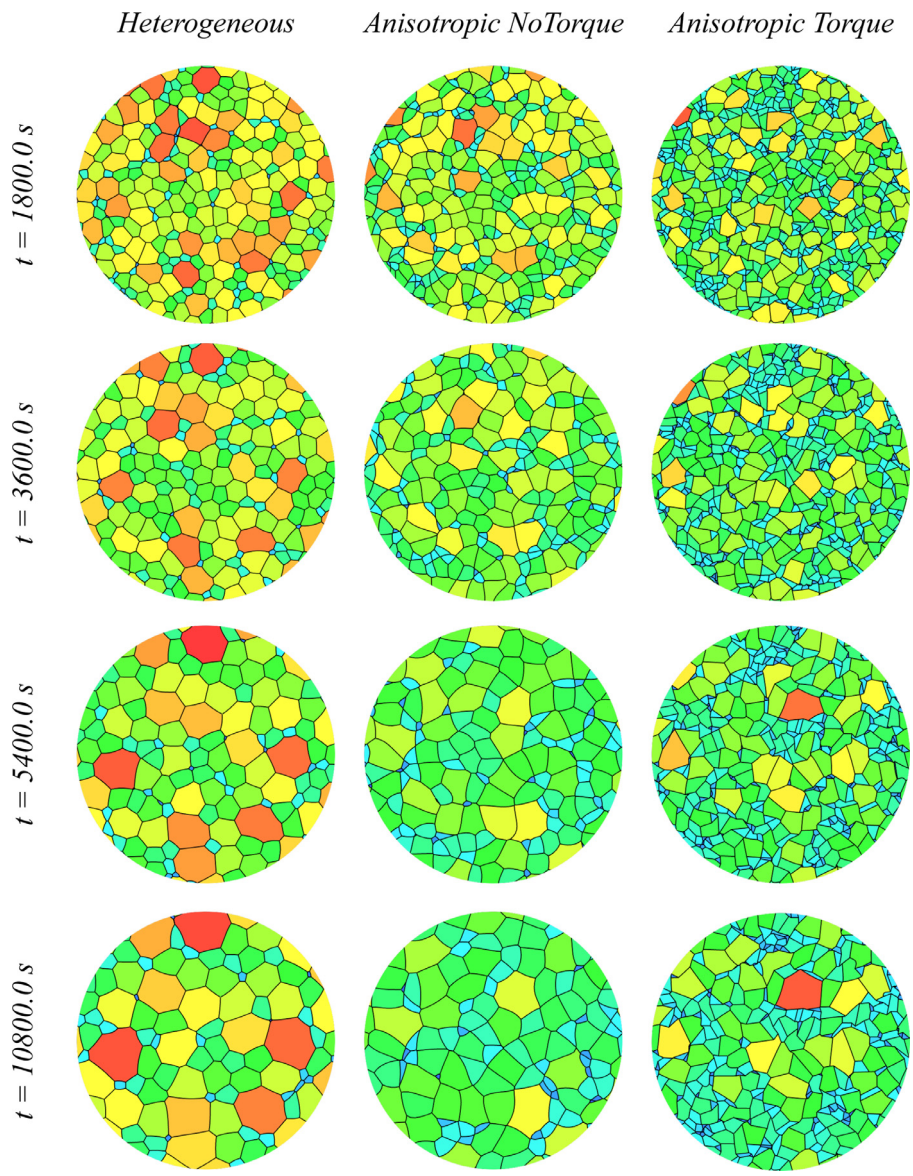 Heterogeneous Anisotropic NoTorque Anisotropic Torque
t = 1800.0 s
t = 3600.0 s
t = 5400.0 s
t = 10800.0 s